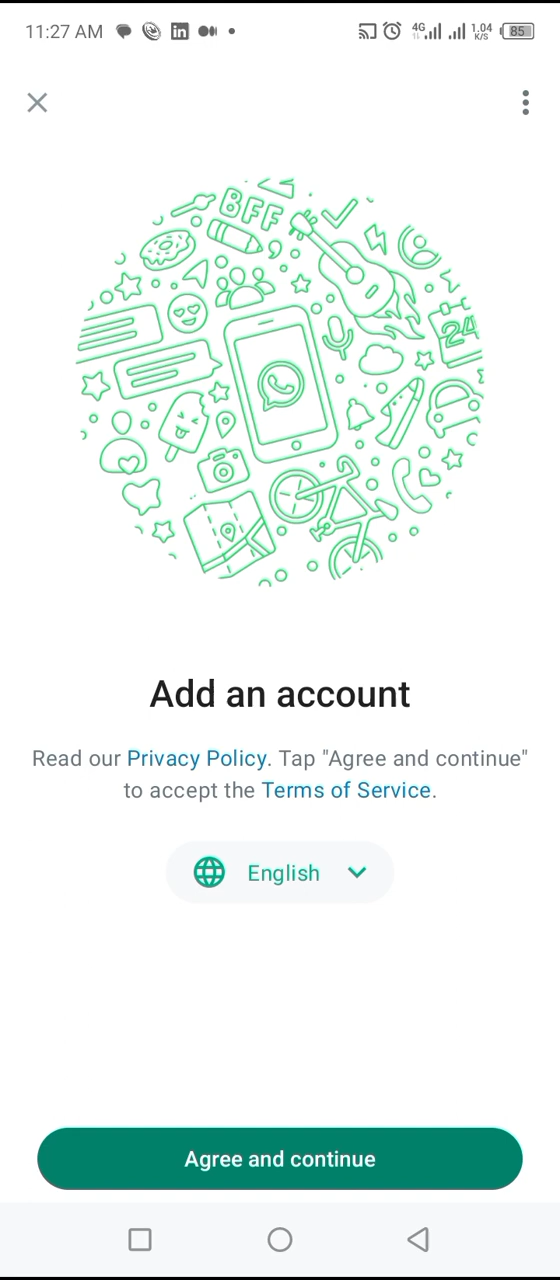 11:27 AM
4G
1.04
K/S
85
BFF
24
Add an account
Read our Privacy Policy. Tap "Agree and continue"
to accept the Terms of Service.
English
Agree and continue